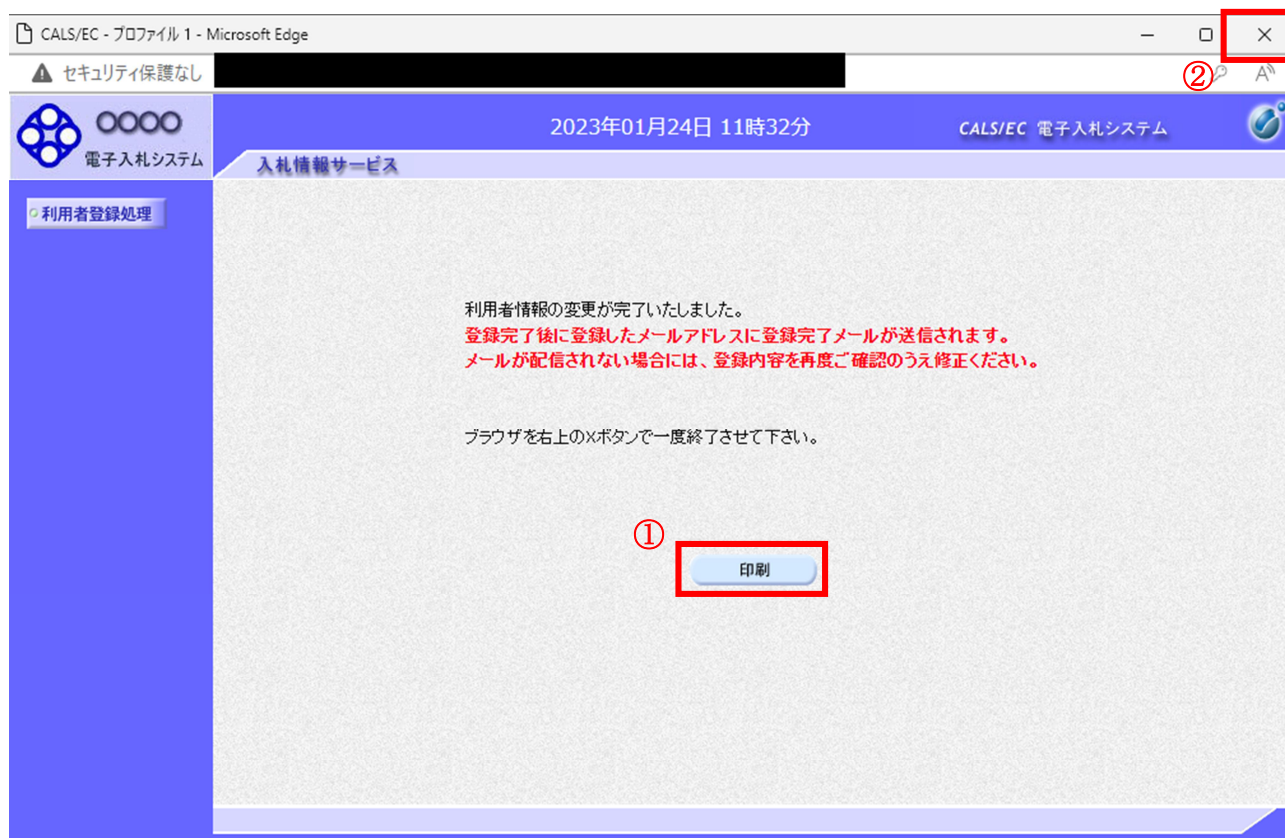 CALS/EC - プロファイル 1 - Microsoft Edge
②
セキュリティ保護なし
〇〇〇〇
電子入札システム
2023年01月24日 11時32分
CALS/EC 電子入札システム
入札情報サービス
利用者登録処理
利用者情報の変更が完了いたしました。
登録完了後に登録したメールアドレスに登録完了メールが送信されます。
メールが配信されない場合には、登録内容を再度ご確認のうえ修正ください。
ブラウザを右上の×ボタンで一度終了させて下さい。
①
印刷